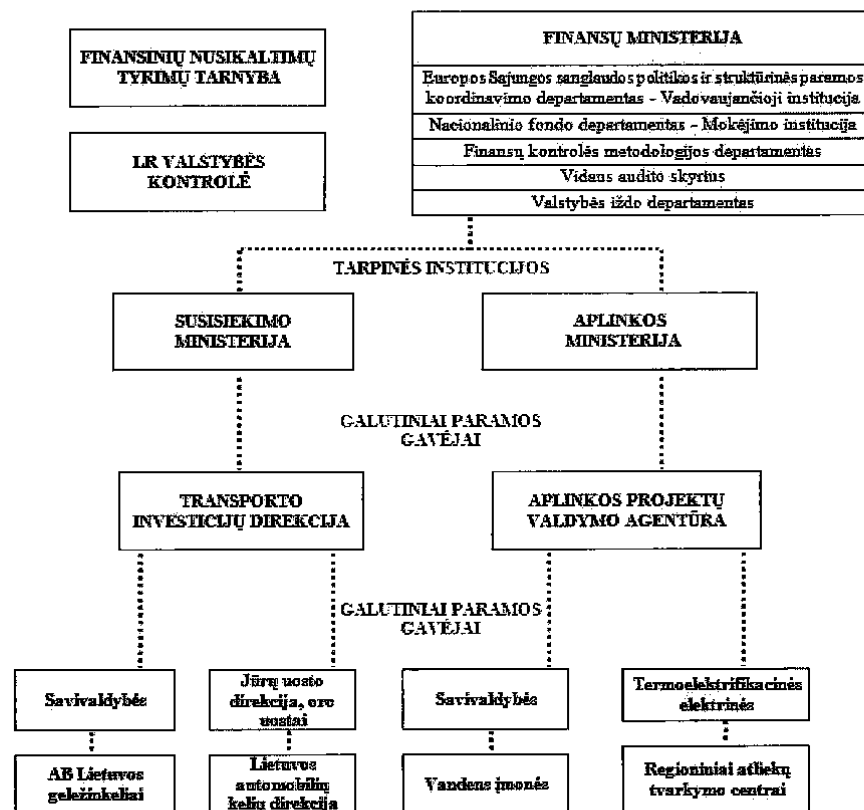 FINANSINIŲ NUSIKALTIMŲ
TYRIMŲ TARNYBA
LR VALSTYBĖS
KONTROLĖ
FINANSŲ MINISTERIJA
Europos Sąjungos sanglaudos politikos ir struktūrinės paramos
koordinavimo departamentas – Vadovaujančioji institucija
Nacionalinio fondo departamentas – Mokėjimo institucija
Finansų kontrolės metodologijos departamentas
Vidaus audito skyrius
Valstybės iždo departamentas
TARPINĖS INSTITUCIJOS
SUSISIEKIMO
MINISTERIJA
APLINKOS
MINISTERIJA
GALUTINIAI PARAMOS
GAVĖJAI
TRANSPORTO
INVESTICIJŲ DIREKCIJA
APLINKOS PROJEKTŲ
VALDYMO AGENTŪRA
GALUTINIAI PARAMOS
GAVĖJAI
Savivaldybės
Jūrų uosto
direkcija, oro
uostai
Savivaldybės
Termoelektrifikacinės
elektrinės
AB Lietuvos
geležinkeliai
Lietuvos
automobilių
kelių direkcija
Vandens įmonės
Regioniniai atliekų
tvarkymo centrai